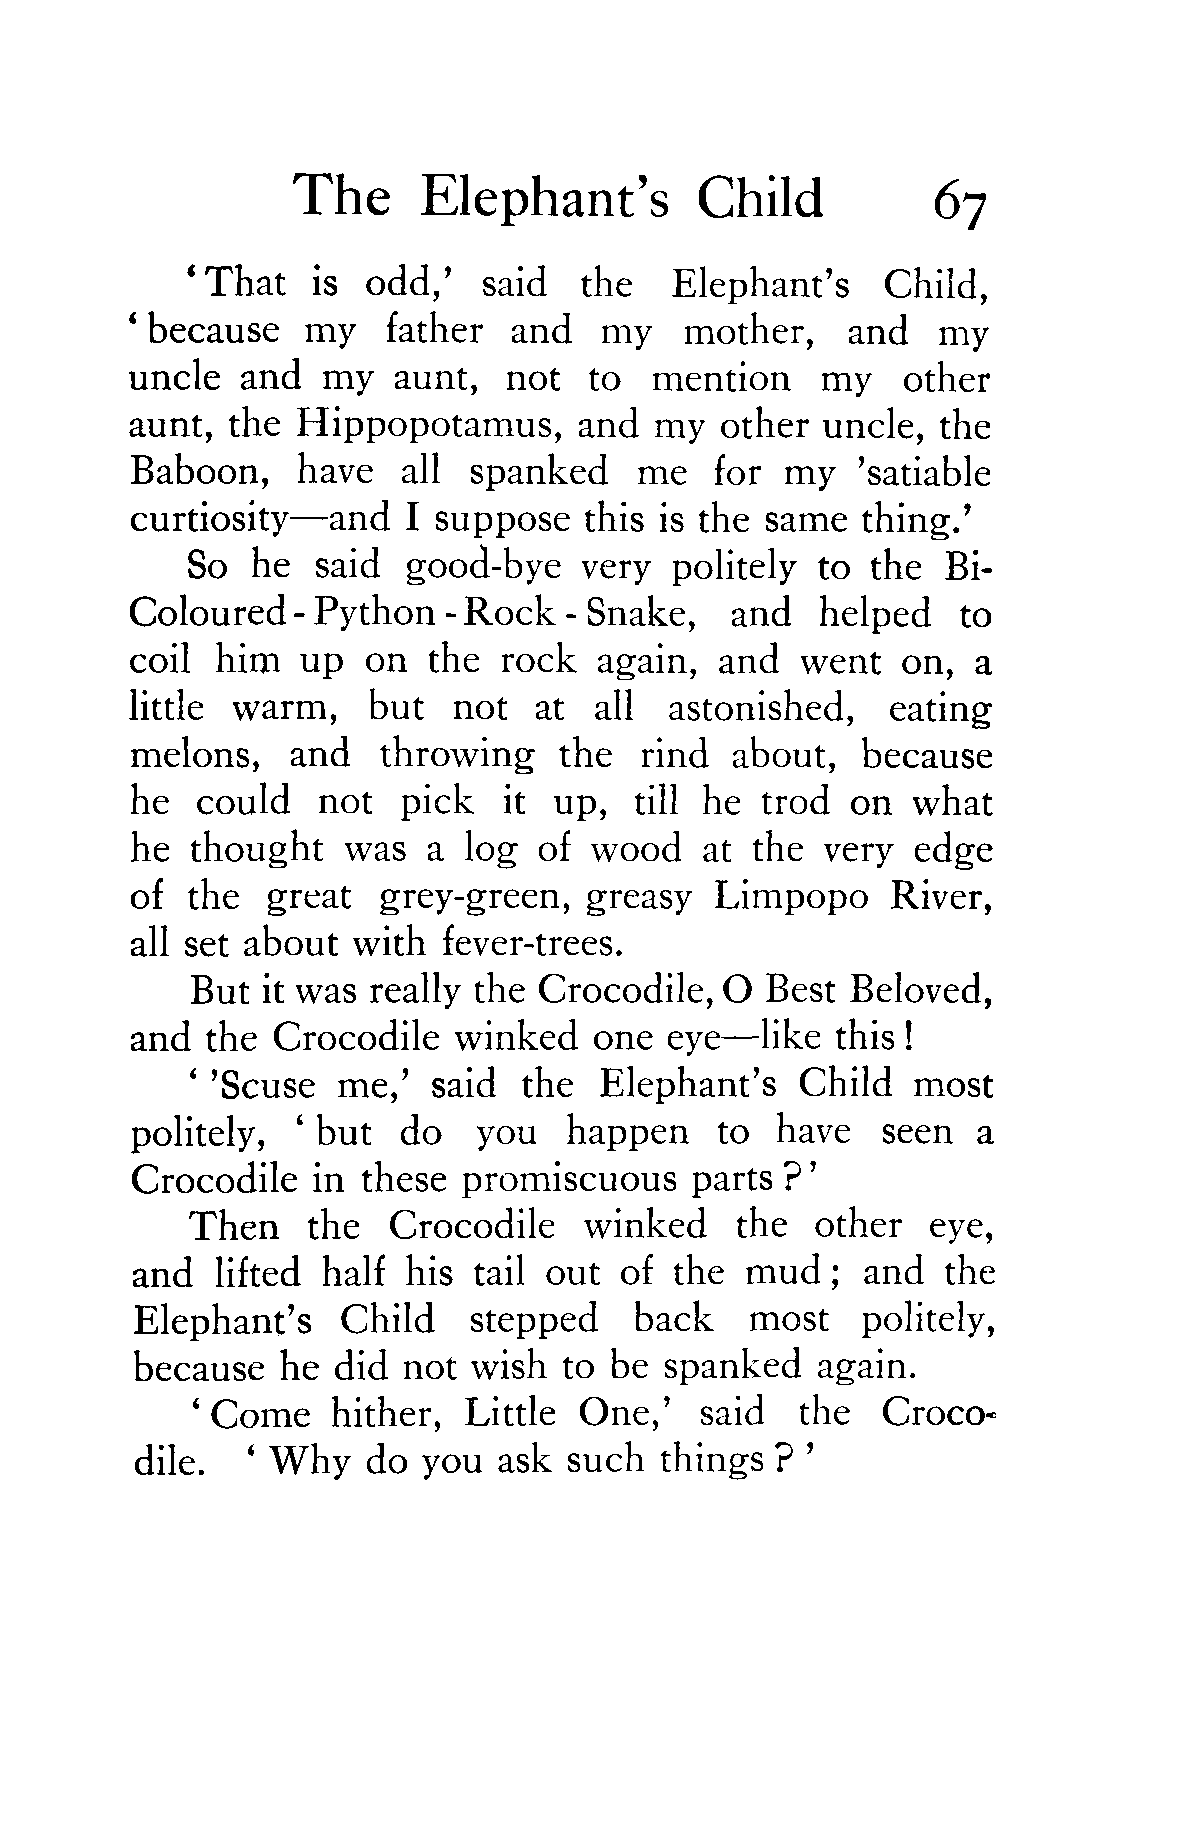 The Elephant's Child 67
‘That is odd,’ said the Elephant’s Child,
‘because my father and my mother, and my
uncle and my aunt, not to mention my other
aunt, the Hippopotamus, and my other uncle, the
Baboon, have all spanked me for my ’satiable
curtiosity—and I suppose this is the same thing.’
So he said good-bye very politely to the Bi-
Coloured-Python-Rock-Snake, and helped to
coil him up on the rock again, and went on, a
little warm, but not at all astonished, eating
melons, and throwing the rind about, because
he could not pick it up, till he trod on what
he thought was a log of wood at the very edge
of the great grey-green, greasy Limpopo River,
all set about with fever-trees.
But it was really the Crocodile, O Best Beloved,
and the Crocodile winked one eye—like this!
‘ ’Scuse me,’ said the Elephant’s Child most
politely, ‘but do you happen to have seen a
Crocodile in these promiscuous parts?’
Then the Crocodile winked the other eye,
and lifted half his tail out of the mud; and the
Elephant’s Child stepped back most politely,
because he did not wish to be spanked again.
‘Come hither, Little One,’ said the Croco-
dile. ‘Why do you ask such things?’